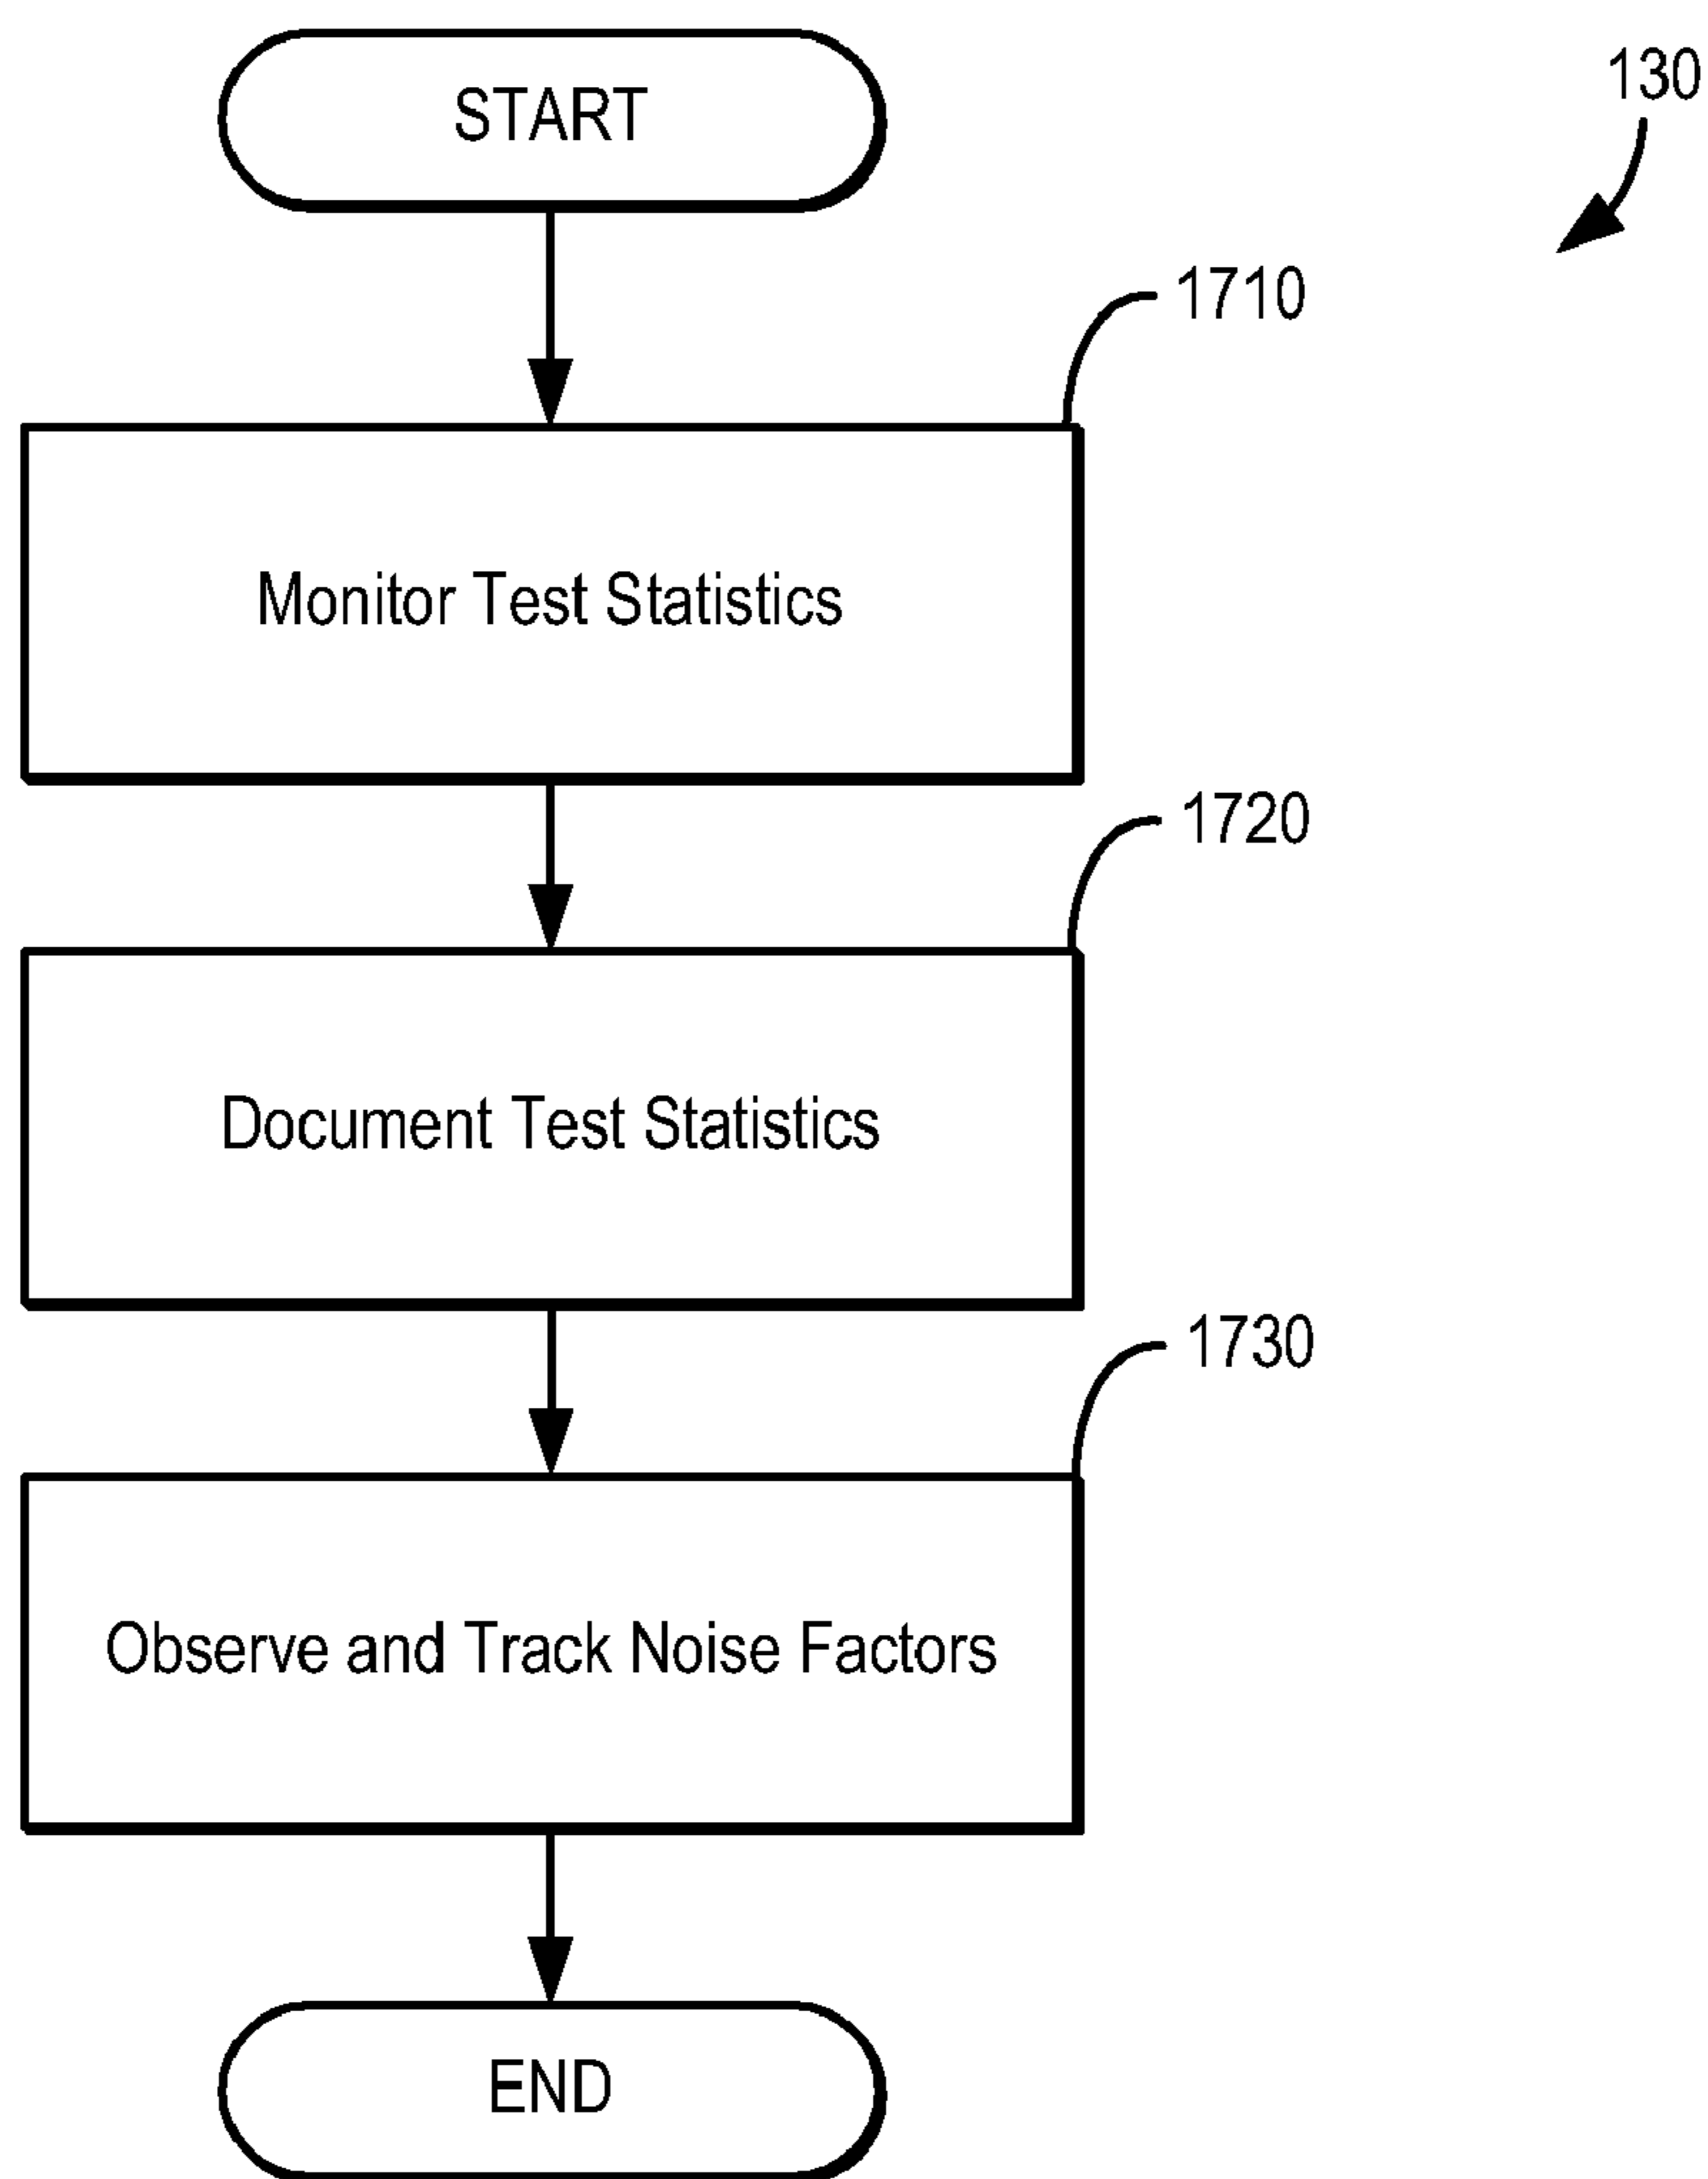 START
130
1710
Monitor Test Statistics
1720
Document Test Statistics
1730
Observe and Track Noise Factors
END